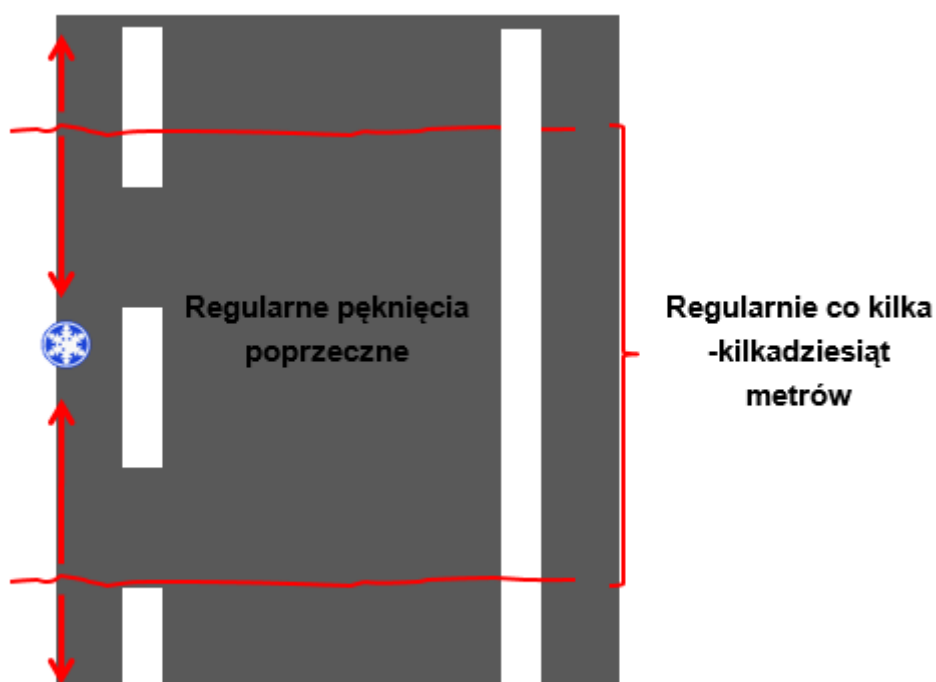 Regularne pęknięcia
poprzeczne
Regularnie co kilka
-kilkadziesiąt
metrów